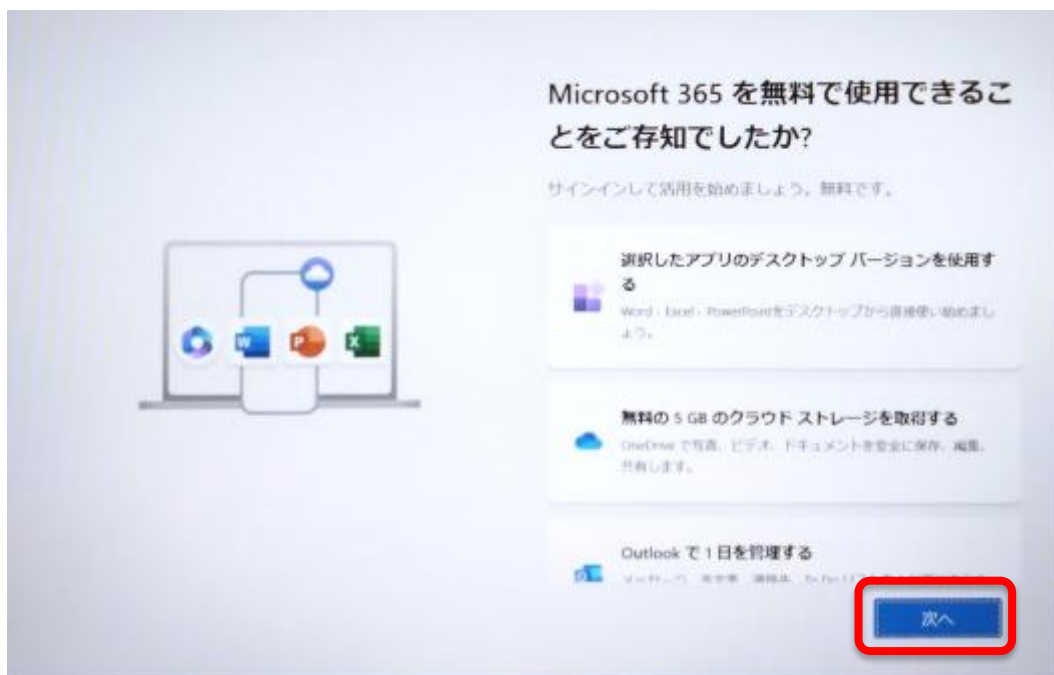 Microsoft 365 を無料で使用できるこ
とをご存知でしたか?
サインインして活用を始めましょう。無料です。
選択したアプリのデスクトップ バージョンを使用す
る
Word、Excel、PowerPointをデスクトップから直接使い始めまし
ょう。
無料の 5 GB のクラウド ストレージを取得する
OneDrive で写真、ビデオ、ドキュメントを安全に保存、編集、
共有します。
Outlook で 1 日を管理する
次へ